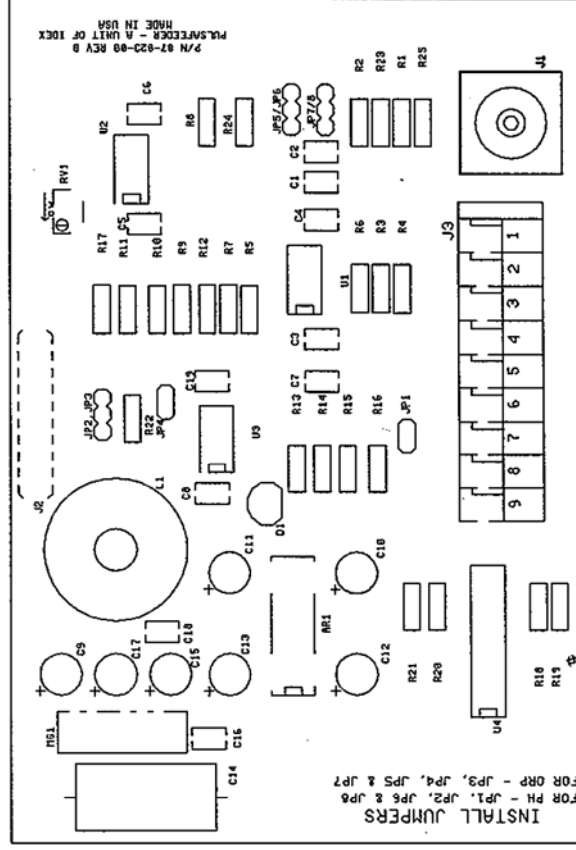 MADE IN USA
PULSAFEEDER - A UNIT OF IDEX
P/N 07-023-00 REV B
C6
U2
R8
R24
JP5/JP6
JP7/8
R2
R23
R1
R25
J1
RV1
CW
C5
C2
C1
C4
R17
R11
R10
R9
R12
R7
R5
R6
R3
R4
J3
U1
1
2
3
4
5
6
7
8
9
C3
C7
C19
JP2
JP3
R22
JP4
U3
R13
R14
R15
R16
JP1
J2
L1
C8
D1
C11
C10
C9
C17
C18
C15
C13
AR1
C12
R21
R20
R18
R19
U4
MG1
C16
C14
INSTALL JUMPERS
FOR PH - JP1, JP2, JP6 & JP8
FOR ORP - JP3, JP4, JP5 & JP7